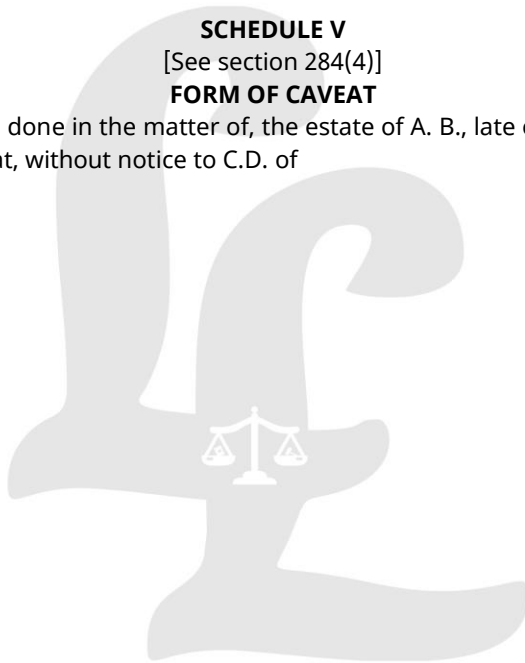 SCHEDULE V
[See section 284(4)]
FORM OF CAVEAT
done in the matter of, the estate of A. B., late
, without notice to C.D. of